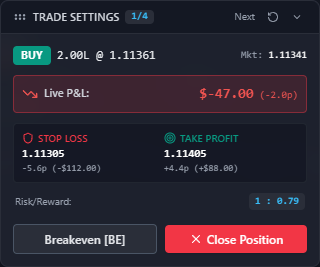 TRADE SETTINGS 1/4 Next
BUY 2.00L @ 1.11361 Mkt: 1.11341
Live P&L: $-47.00 (-2.0p)
STOP LOSS TAKE PROFIT
1.11305 1.11405
-5.6p (-$112.00) +4.4p (+$88.00)
Risk/Reward: 1 : 0.79
Breakeven [BE] Close Position